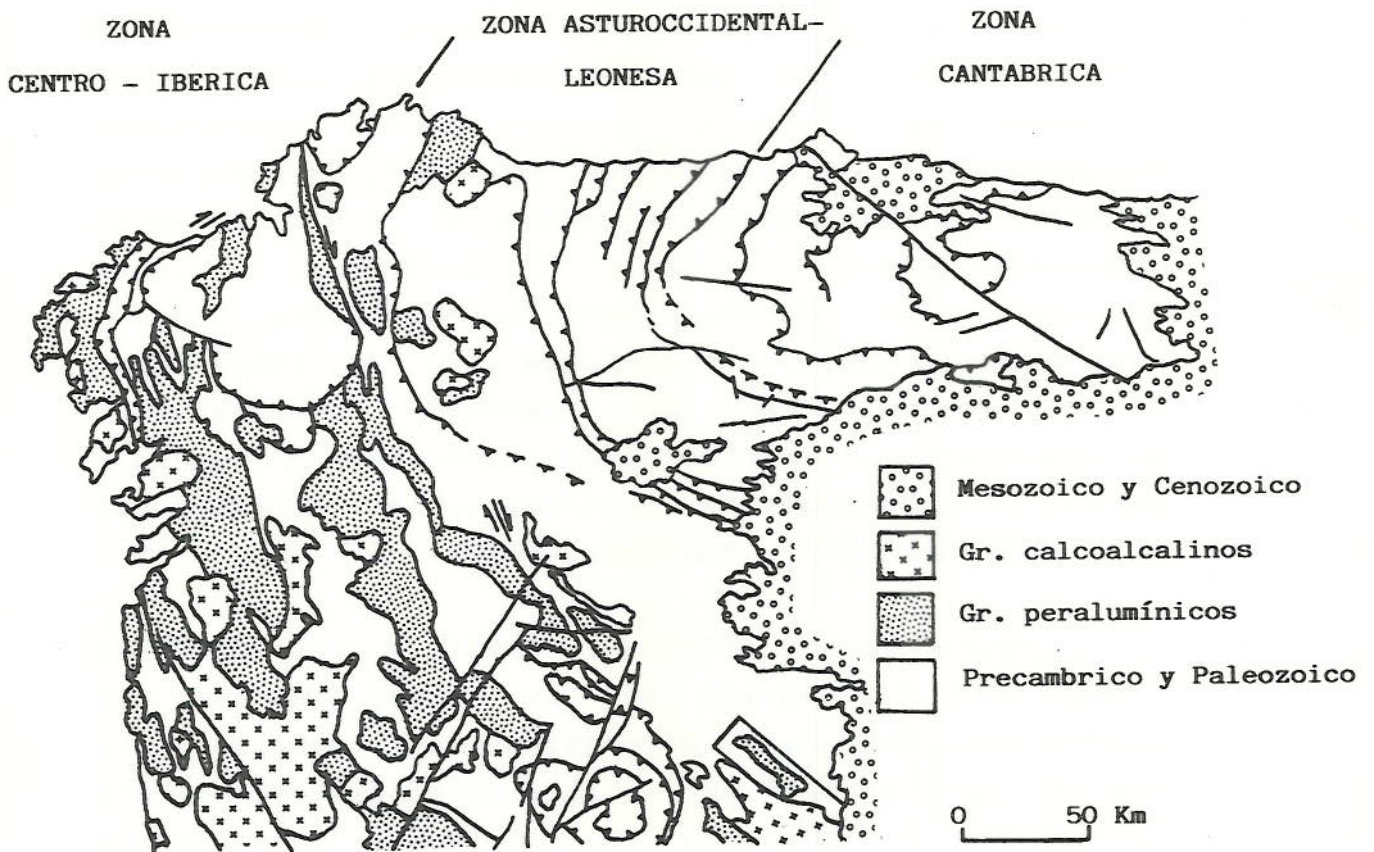 ZONA
CENTRO - IBERICA
ZONA ASTUROCCIDENTAL-
LEONESA
ZONA
CANTABRICA
Mesozoico y Cenozoico
Gr. calcoalcalinos
Gr. peralumínicos
Precambrico y Paleozoico
0 50 Km